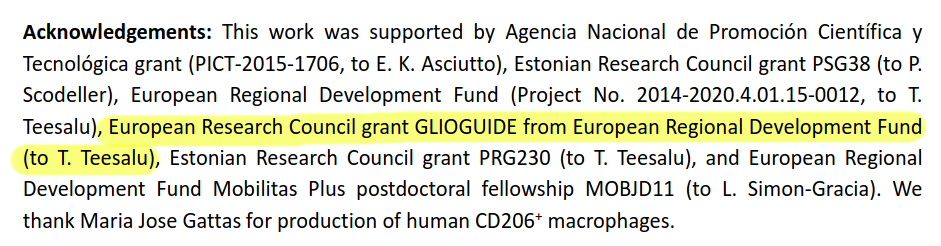 Acknowledgements: This work was supported by Agencia Nacional de Promoción Científica y
Tecnológica grant (PICT-2015-1706, to E. K. Asciutto), Estonian Research Council grant PSG38 (to P.
Scodeller), European Regional Development Fund (Project No. 2014-2020.4.01.15-0012, to T.
Teesalu), European Research Council grant GLIOGUIDE from European Regional Development Fund
(to T. Teesalu), Estonian Research Council grant PRG230 (to T. Teesalu), and European Regional
Development Fund Mobilitas Plus postdoctoral fellowship MOBJD11 (to L. Simon-Gracia). We
thank Maria Jose Gattas for production of human CD206⁺ macrophages.